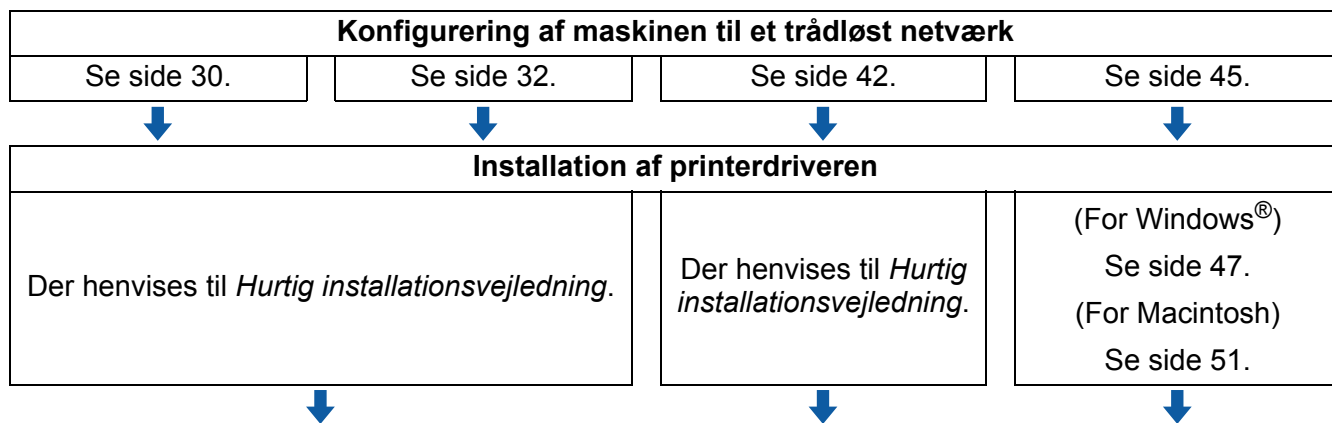 Konfigurering af maskinen til et trådløst netværk
Se side 30.
Se side 32.
Se side 42.
Se side 45.
Installation af printerdriveren
Der henvises til Hurtig installationsvejledning.
Der henvises til Hurtig
installationsvejledning.
(For Windows®)
Se side 47.
(For Macintosh)
Se side 51.